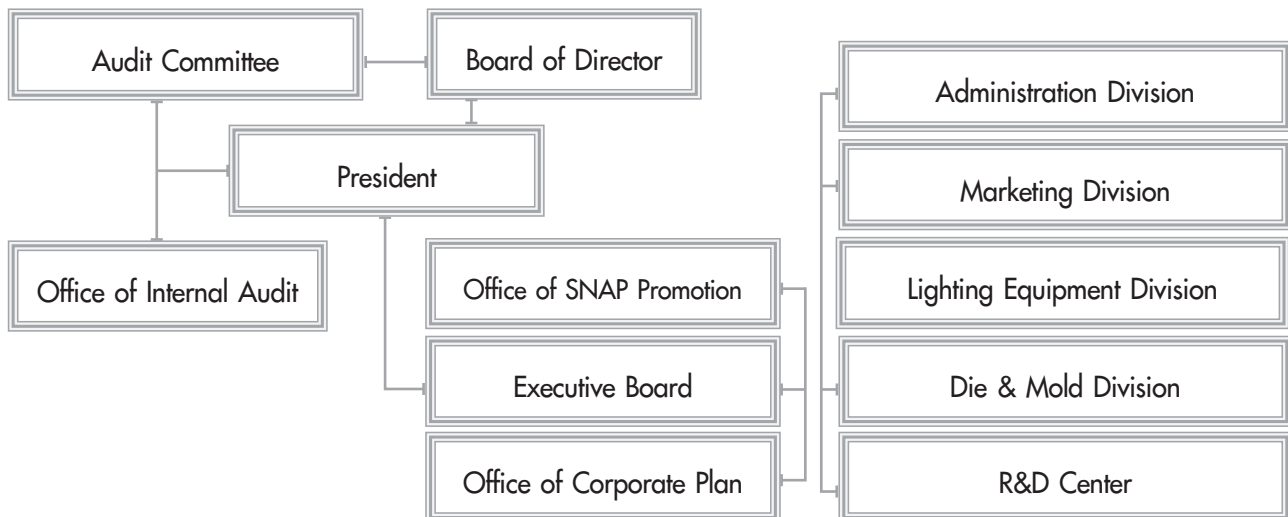 Audit Committee
Board of Director
President
Office of Internal Audit
Office of SNAP Promotion
Executive Board
Office of Corporate Plan
Administration Division
Marketing Division
Lighting Equipment Division
Die & Mold Division
R&D Center